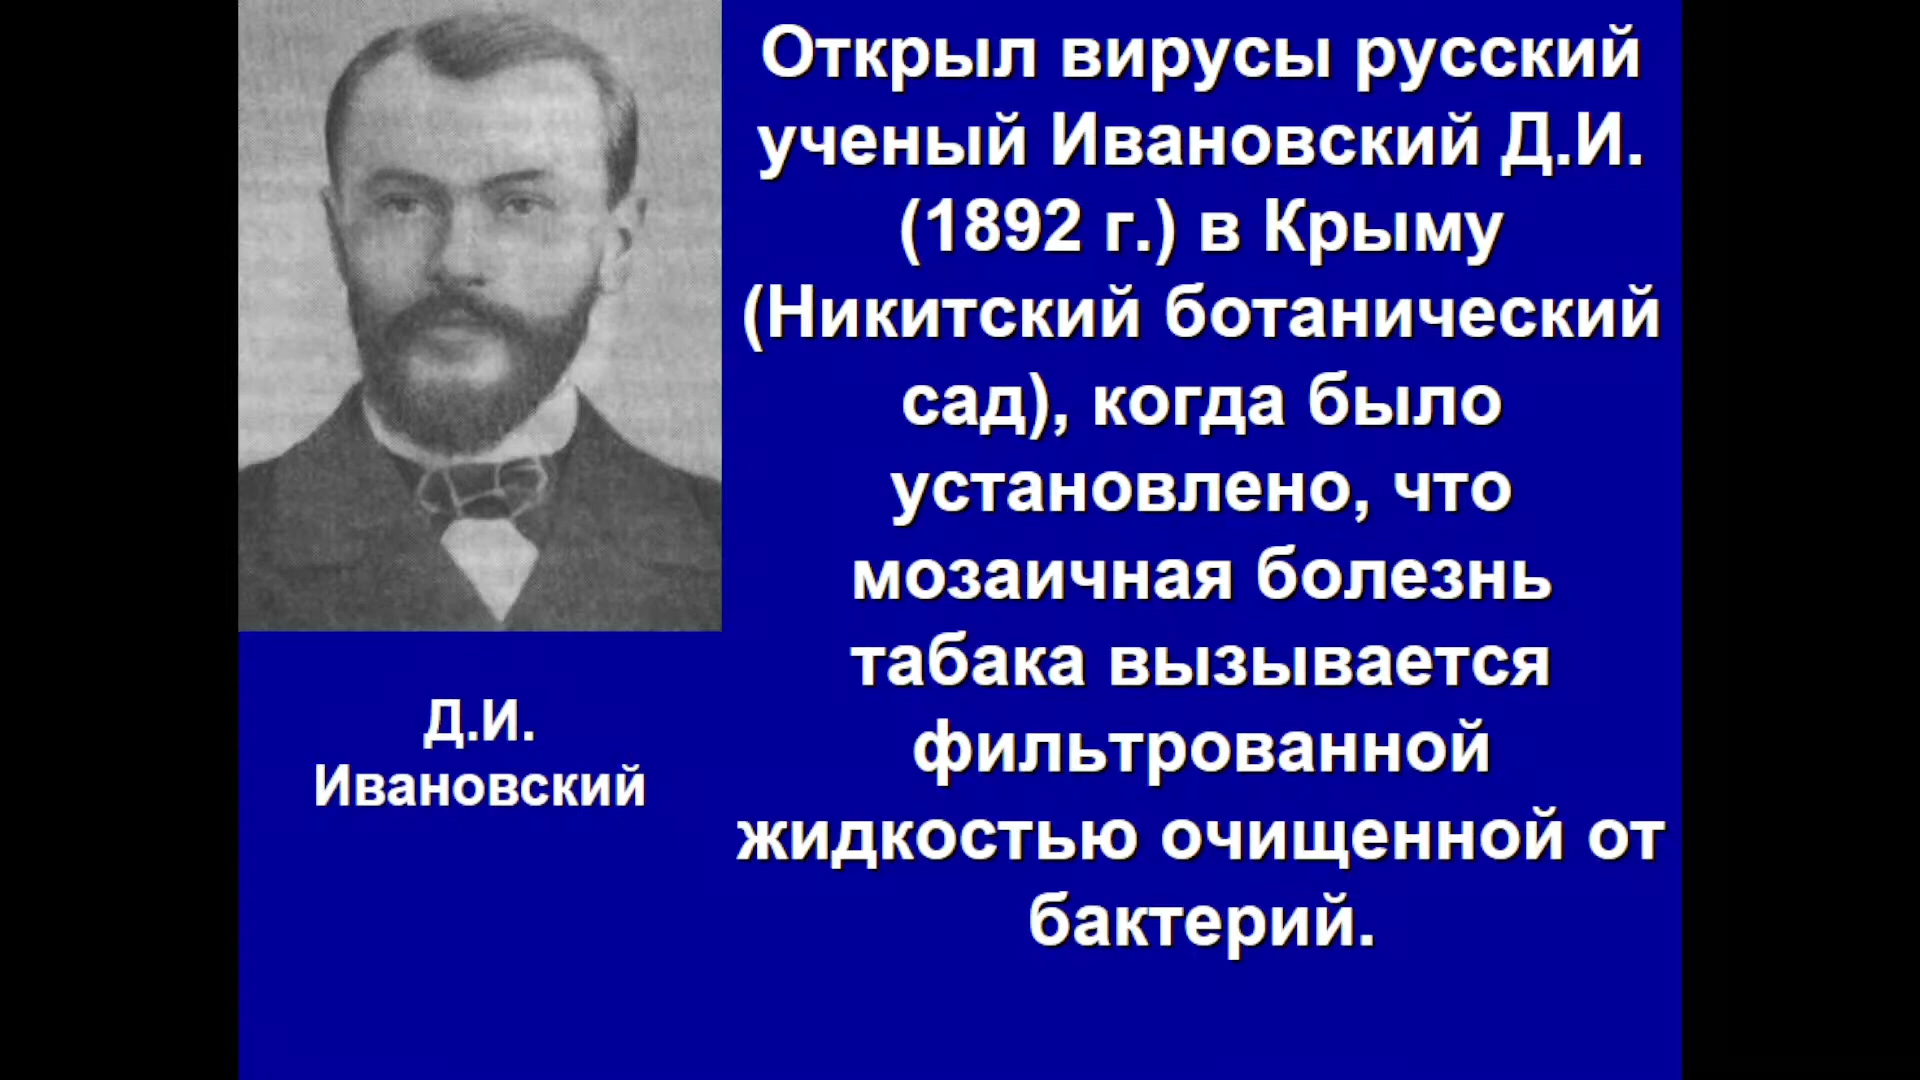 Открыл вирусы русский
ученый Ивановский Д.И.
(1892 г.) в Крыму
(Никитский ботанический
сад), когда было
установлено, что
мозаичная болезнь
табака вызывается
фильтрованной
жидкостью очищенной от
бактерий.
Д.И.
Ивановский